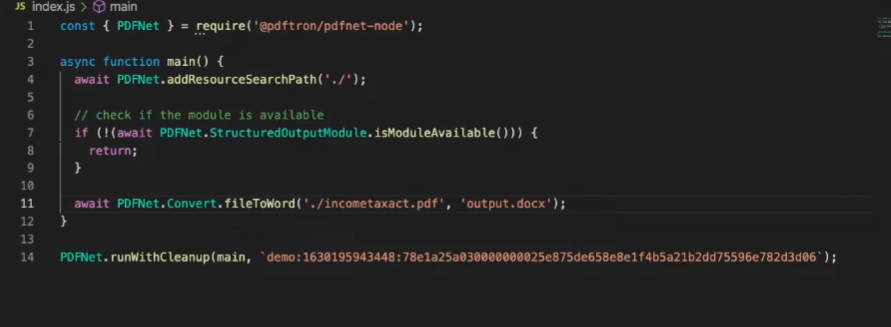 JS index.js > main
1 const { PDFNet } = require('@pdftron/pdfnet-node');
2
3 async function main() {
4 await PDFNet.addResourceSearchPath('./');
5
6 // check if the module is available
7 if (!(await PDFNet.StructuredOutputModule.isModuleAvailable())) {
8 return;
9 }
10
11 await PDFNet.Convert.fileToWord('./incometaxact.pdf', 'output.docx');
12 }
13
14 PDFNet.runWithCleanup(main, `demo:1630195943448:78e1a25a030000000025e875de658e8e1f4b5a21b2dd75596e782d3d06`);